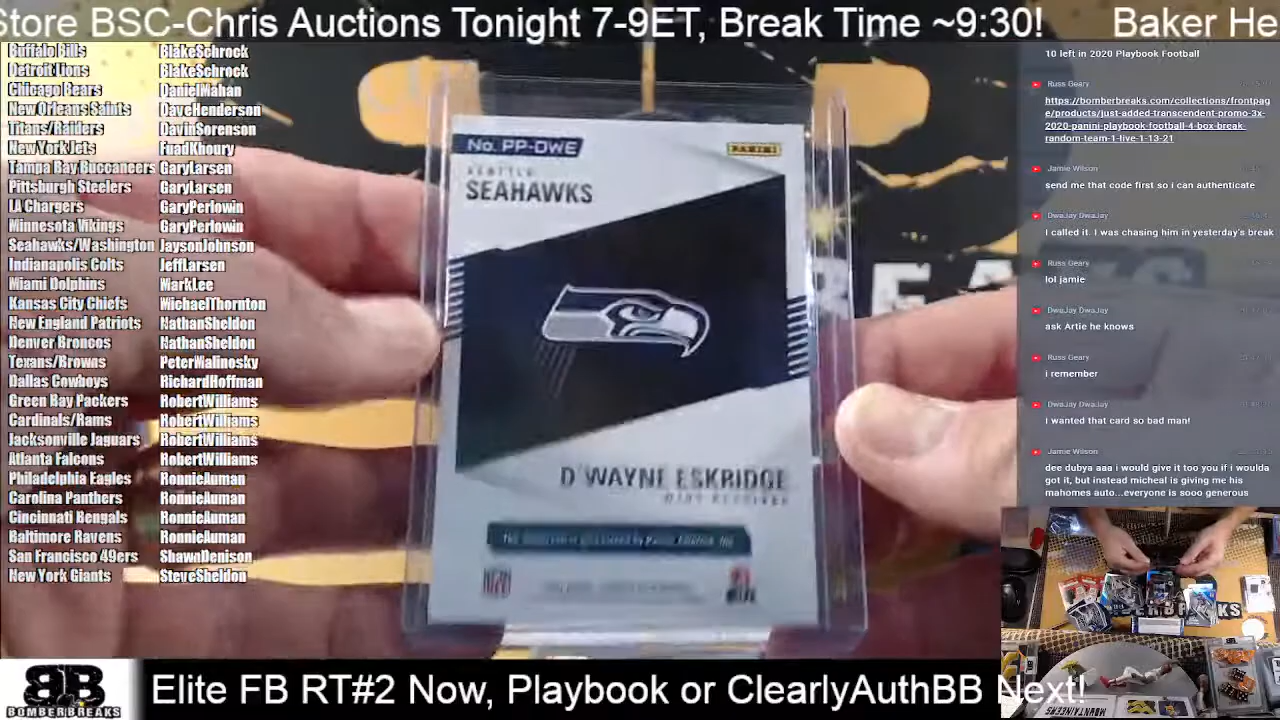 Store BSC-Chris Auctions Tonight 7-9ET, Break Time ~9:30! Baker He
Buffalo Bills BlakeSchrock
Detroit Lions BlakeSchrock
Chicago Bears DanielMahan
New Orleans Saints DaveHenderson
Titans/Raiders DavinSorenson
New York Jets FuadKhoury
Tampa Bay Buccaneers GaryLarsen
Pittsburgh Steelers GaryLarsen
LA Chargers GaryPerlowin
Minnesota Vikings GaryPerlowin
Seahawks/Washington JaysonJohnson
Indianapolis Colts JeffLarsen
Miami Dolphins MarkLee
Kansas City Chiefs MichaelThornton
New England Patriots NathanSheldon
Denver Broncos NathanSheldon
Texans/Browns PeterMalinosky
Dallas Cowboys RichardHoffman
Green Bay Packers RobertWilliams
Cardinals/Rams RobertWilliams
Jacksonville Jaguars RobertWilliams
Atlanta Falcons RobertWilliams
Philadelphia Eagles RonnieAuman
Carolina Panthers RonnieAuman
Cincinnati Bengals RonnieAuman
Baltimore Ravens RonnieAuman
San Francisco 49ers ShawnDenison
New York Giants SteveSheldon
No. PP-DWE
PANINI
SEATTLE
SEAHAWKS
D'WAYNE ESKRIDGE
WIDE RECEIVER
10 left in 2020 Playbook Football
Russ Geary
https://bomberbreaks.com/collections/frontpag
e/products/just-added-transcendent-promo-3x-
2020-panini-playbook-football-4-box-break-
random-team-1-live-1-13-21
Jamie Wilson
send me that code first so i can authenticate
DwaJay DwaJay
I called it. I was chasing him in yesterday's break
Russ Geary
lol jamie
DwaJay DwaJay
ask Artie he knows
Russ Geary
i remember
DwaJay DwaJay
I wanted that card so bad man!
Jamie Wilson
dee dubya aaa i would give it too you if i woulda
got it, but instead micheal is giving me his
mahomes auto...everyone is sooo generous
BB
BOMBERBREAKS
Elite FB RT#2 Now, Playbook or ClearlyAuthBB Next!
MOUNTAINEERS